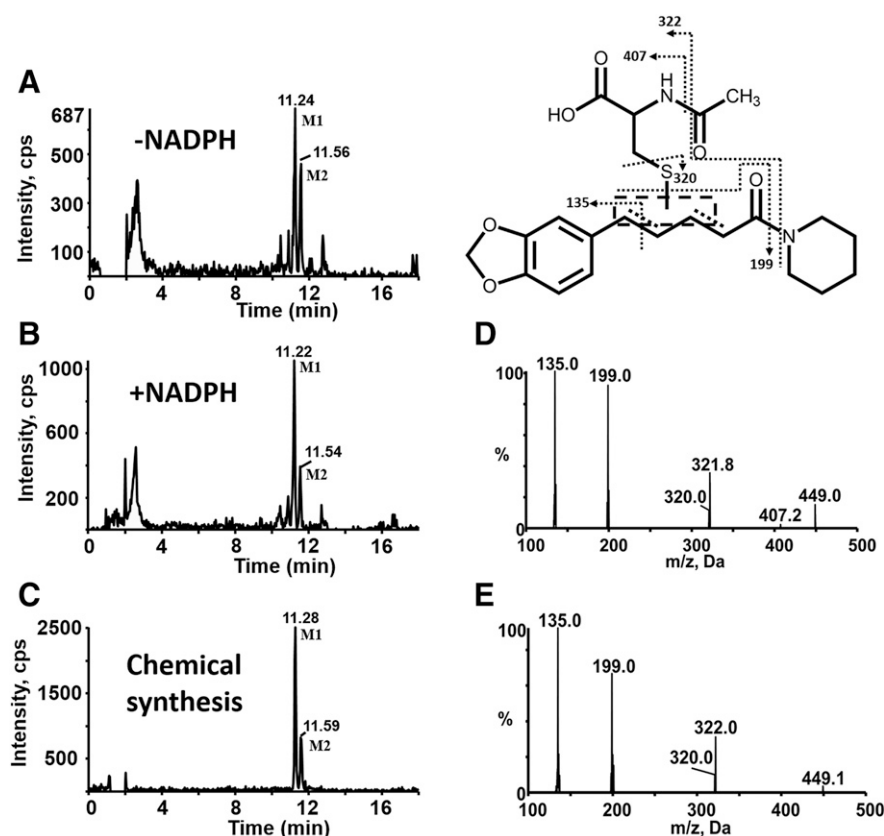 A
Intensity, cps
687
500
300
100
-NADPH
11.24
M1
11.56
M2
0
4
8
12
16
Time (min)
322
407
O
H
N
CH3
HO
O
S
320
135
O
N
199
O
O
B
Intensity, cps
1000
600
200
+NADPH
11.22
M1
11.54
M2
0
4
8
12
16
Time (min)
D
100
%
0
135.0
199.0
321.8
320.0
407.2
449.0
100
200
300
400
500
m/z, Da
C
Intensity, cps
2500
1500
500
Chemical
synthesis
11.28
M1
11.59
M2
0
4
8
12
16
Time (min)
E
100
%
0
135.0
199.0
322.0
320.0
449.1
100
200
300
400
500
m/z, Da